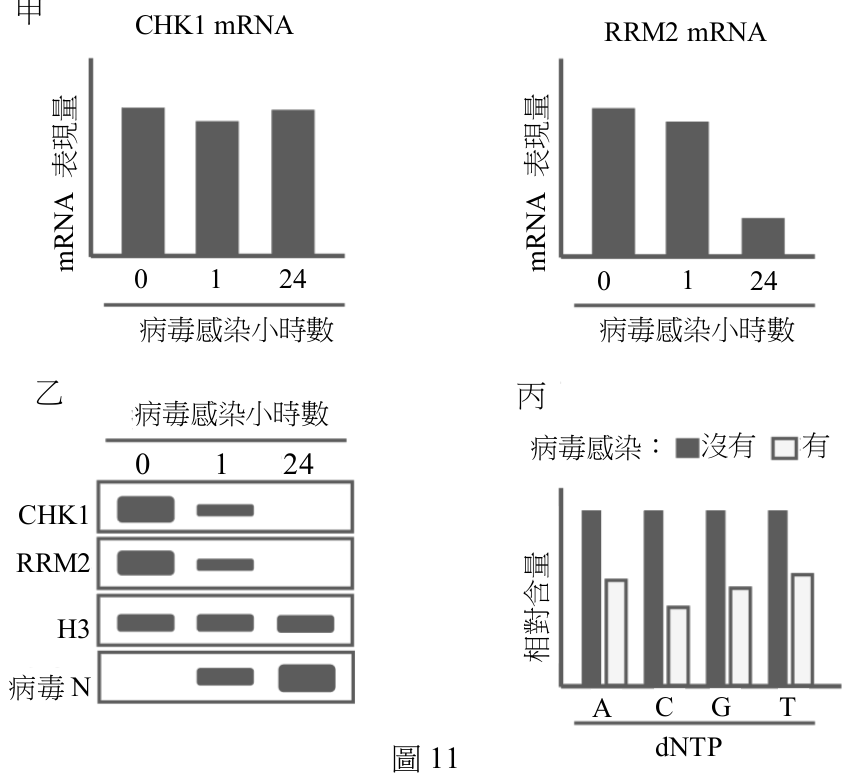 甲
CHK1 mRNA
mRNA 表現量
0 1 24
病毒感染小時數
RRM2 mRNA
mRNA 表現量
0 1 24
病毒感染小時數
乙
病毒感染小時數
0 1 24
CHK1
RRM2
H3
病毒 N
丙
病毒感染： 沒有 有
相對含量
A C G T
dNTP
圖 11